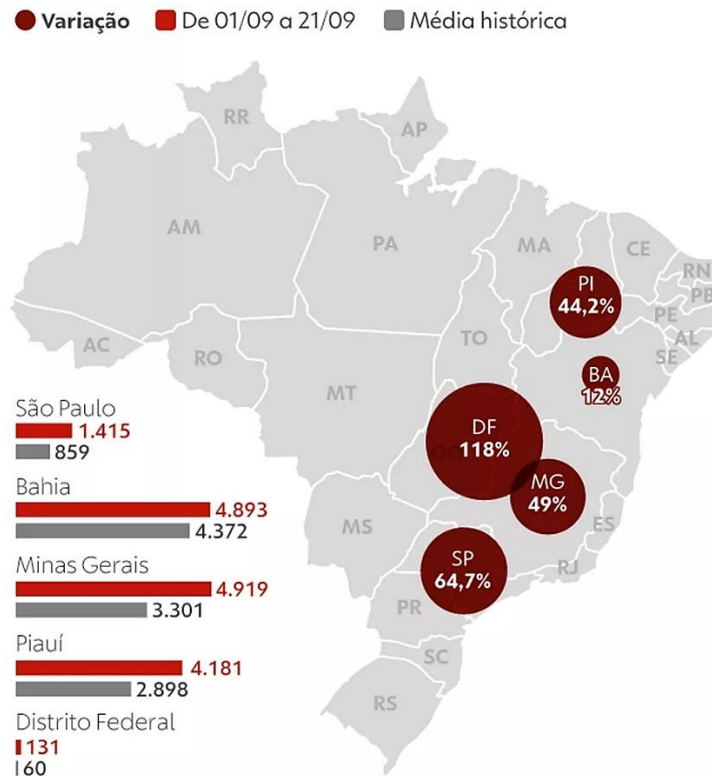 Variação De 01/09 a 21/09 Média histórica
RR
AP
AM
PA
MA
CE
RN
PB
PE
AL
SE
PI
44,2%
AC
RO
TO
MT
BA
12%
DF
118%
GO
MG
49%
ES
MS
SP
64,7%
RJ
PR
SC
RS
São Paulo
1.415
859
Bahia
4.893
4.372
Minas Gerais
4.919
3.301
Piauí
4.181
2.898
Distrito Federal
131
60